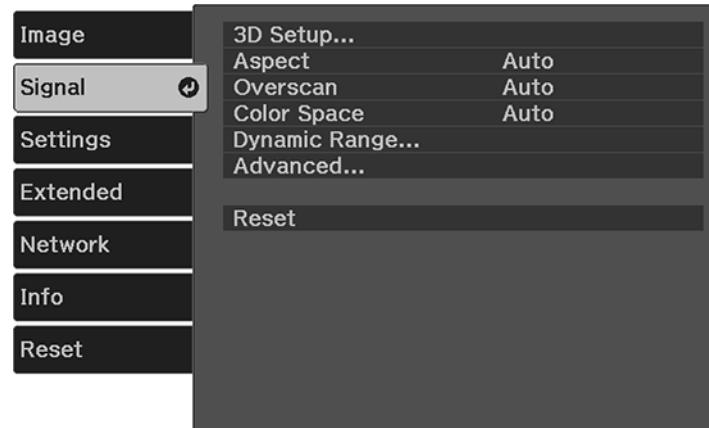 Image
Signal
Settings
Extended
Network
Info
Reset
3D Setup...
Aspect Auto
Overscan Auto
Color Space Auto
Dynamic Range...
Advanced...
Reset